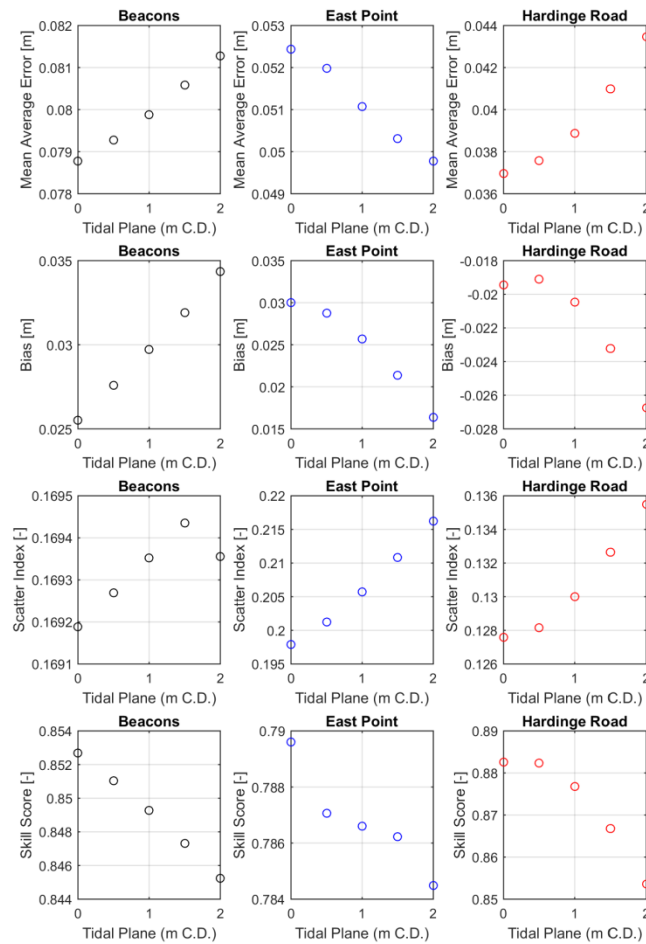 Beacons East Point Hardinge Road
0.082 0.053 0.044
0.081 0.052 0.042
0.08 0.051 0.04
0.079 0.05 0.038
0.078 0.049 0.036
Mean Average Error [m] Mean Average Error [m] Mean Average Error [m]
0 1 2 0 1 2 0 1 2
Tidal Plane (m C.D.) Tidal Plane (m C.D.) Tidal Plane (m C.D.)
Beacons East Point Hardinge Road
0.035 0.035 -0.018
0.03 -0.02
0.03 0.025 -0.022
-0.024
0.02 -0.026
0.025 0.015 -0.028
Bias [m] Bias [m] Bias [m]
0 1 2 0 1 2 0 1 2
Tidal Plane (m C.D.) Tidal Plane (m C.D.) Tidal Plane (m C.D.)
Beacons East Point Hardinge Road
0.1695 0.22 0.136
0.215
0.1694 0.134
0.21
0.1693 0.205 0.132
0.13
0.1692 0.2 0.128
0.1691 0.195 0.126
Scatter Index [-] Scatter Index [-] Scatter Index [-]
0 1 2 0 1 2 0 1 2
Tidal Plane (m C.D.) Tidal Plane (m C.D.) Tidal Plane (m C.D.)
Beacons East Point Hardinge Road
0.854 0.79 0.89
0.852 0.788 0.88
0.85
0.87
0.848 0.786
0.846 0.86
0.844 0.784 0.85
Skill Score [-] Skill Score [-] Skill Score [-]
0 1 2 0 1 2 0 1 2
Tidal Plane (m C.D.) Tidal Plane (m C.D.) Tidal Plane (m C.D.)